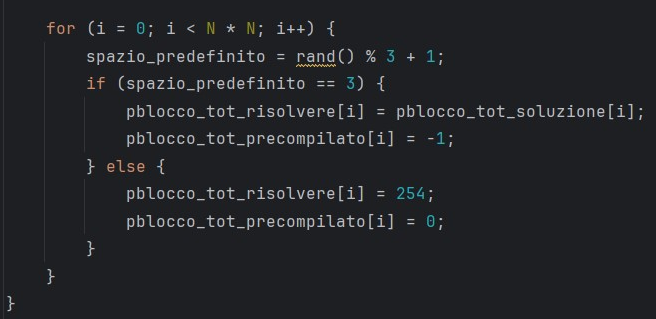 for (i = 0; i < N * N; i++) {
spazio_predefinito = rand() % 3 + 1;
if (spazio_predefinito == 3) {
pblocco_tot_risolvere[i] = pblocco_tot_soluzione[i];
pblocco_tot_precompilato[i] = -1;
} else {
pblocco_tot_risolvere[i] = 254;
pblocco_tot_precompilato[i] = 0;
}
}
}